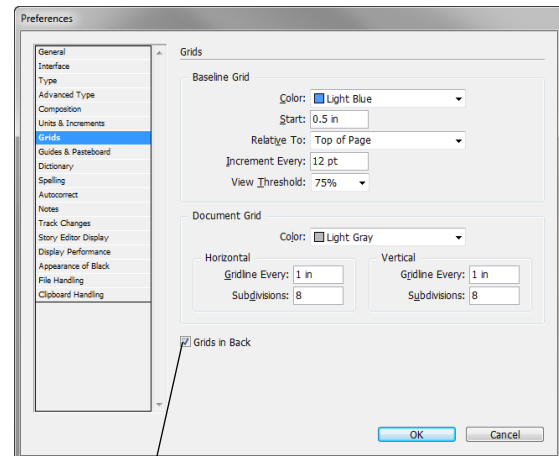 Preferences
General
Interface
Type
Advanced Type
Composition
Units & Increments
Grids
Guides & Pasteboard
Dictionary
Spelling
Autocorrect
Notes
Track Changes
Story Editor Display
Display Performance
Appearance of Black
File Handling
Clipboard Handling
Grids
Baseline Grid
Color: Light Blue
Start: 0.5 in
Relative To: Top of Page
Increment Every: 12 pt
View Threshold: 75%
Document Grid
Color: Light Gray
Horizontal
Gridline Every: 1 in
Subdivisions: 8
Vertical
Gridline Every: 1 in
Subdivisions: 8
Grids in Back
OK Cancel